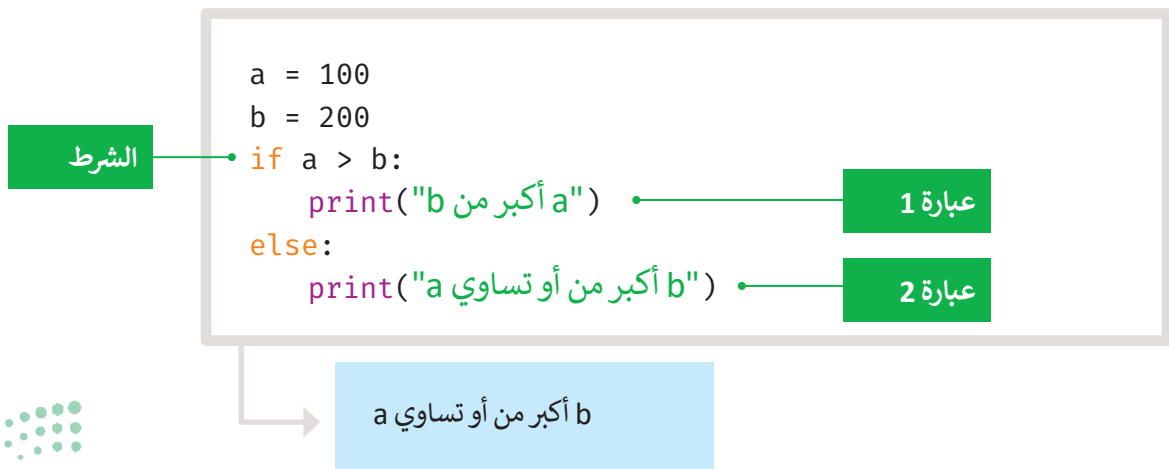 a = 100
b = 200
الشرط
if a > b:
print("a أكبر من b")
عبارة 1
else:
print("b أكبر من أو تساوي a")
عبارة 2
b أكبر من أو تساوي a